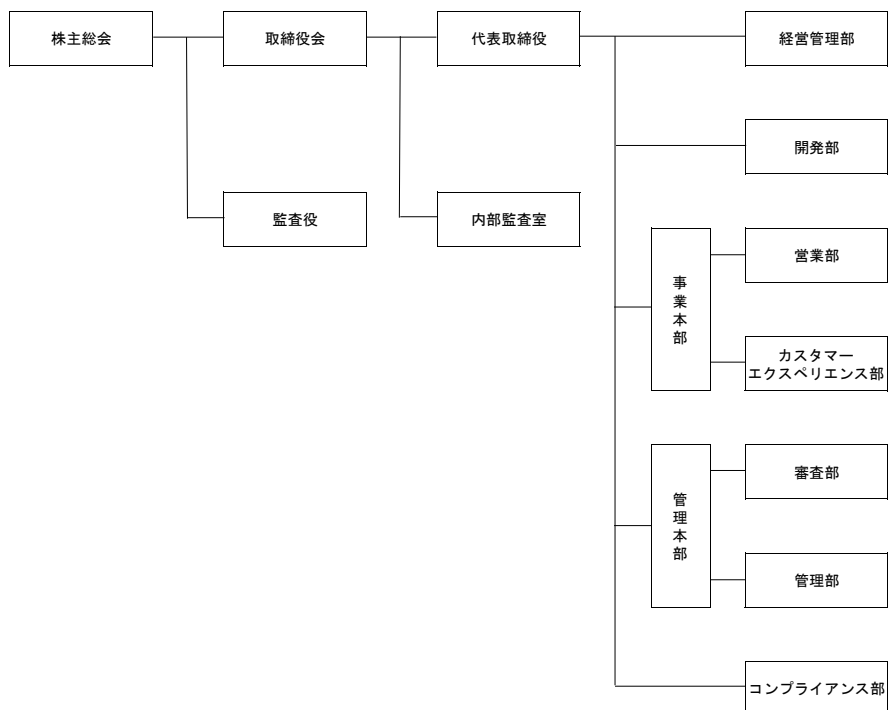 株主総会
取締役会
代表取締役
経営管理部
開発部
監査役
内部監査室
事業本部
営業部
カスタマー
エクスペリエンス部
管理本部
審査部
管理部
コンプライアンス部